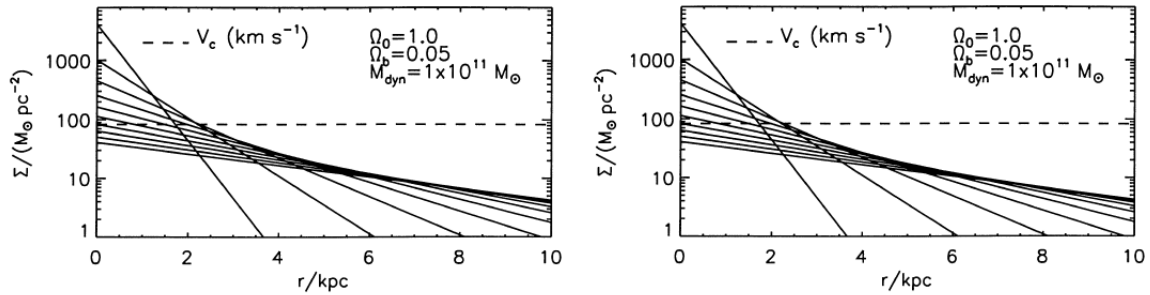 V_c (km s⁻¹)
Ω₀=1.0
Ω_b=0.05
M_dyn=1x10¹¹ M_⊙
1000
100
10
1
Σ/(M_⊙ pc⁻²)
0 2 4 6 8 10
r/kpc
V_c (km s⁻¹)
Ω₀=1.0
Ω_b=0.05
M_dyn=1x10¹¹ M_⊙
1000
100
10
1
Σ/(M_⊙ pc⁻²)
0 2 4 6 8 10
r/kpc